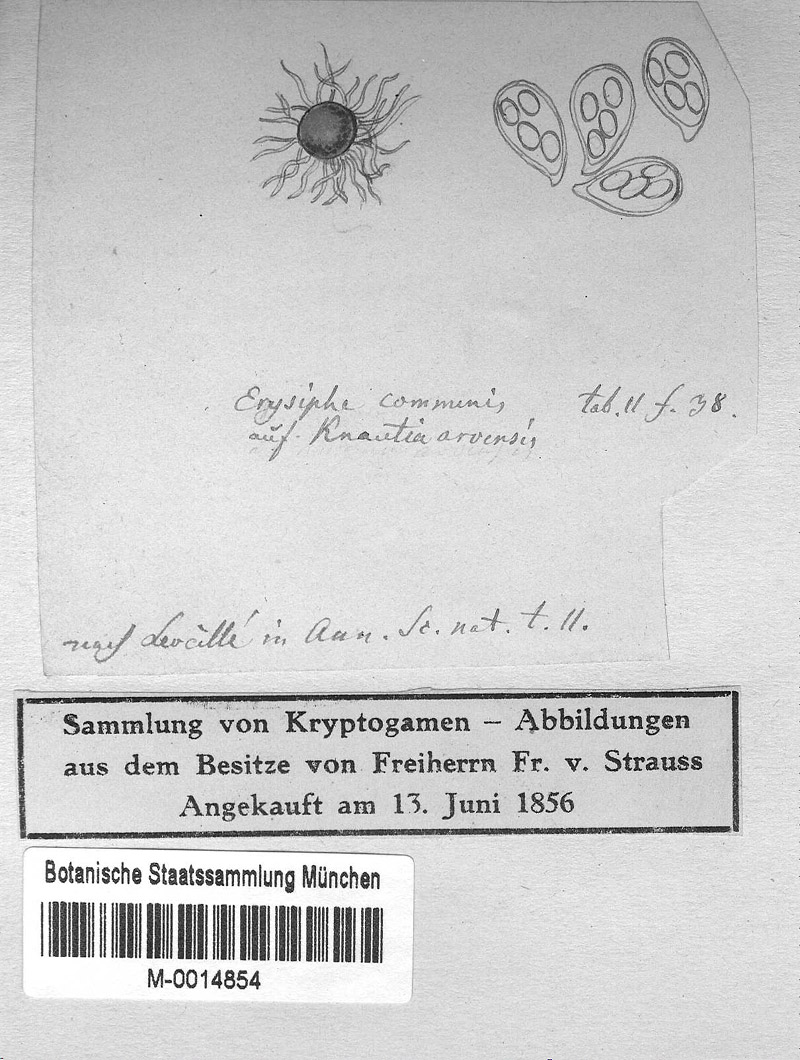 Erysiphe communis tab. 11 f. 38.
auf Knautia arvensis
nach Leveillé in Ann. Sc. nat. t. 11.
Sammlung von Kryptogamen – Abbildungen
aus dem Besitze von Freiherrn Fr. v. Strauss
Angekauft am 13. Juni 1856
Botanische Staatssammlung München
M-0014854